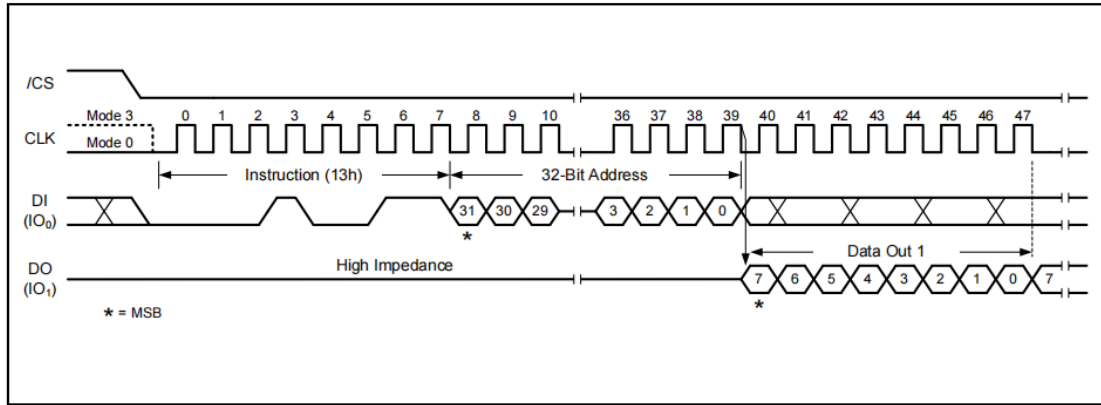 /CS
Mode 3 0 1 2 3 4 5 6 7 8 9 10 36 37 38 39 40 41 42 43 44 45 46 47
CLK
Mode 0
Instruction (13h) 32-Bit Address
DI
(IO0)
31 30 29 3 2 1 0
*
Data Out 1
High Impedance
DO
(IO1)
7 6 5 4 3 2 1 0 7
*
* = MSB